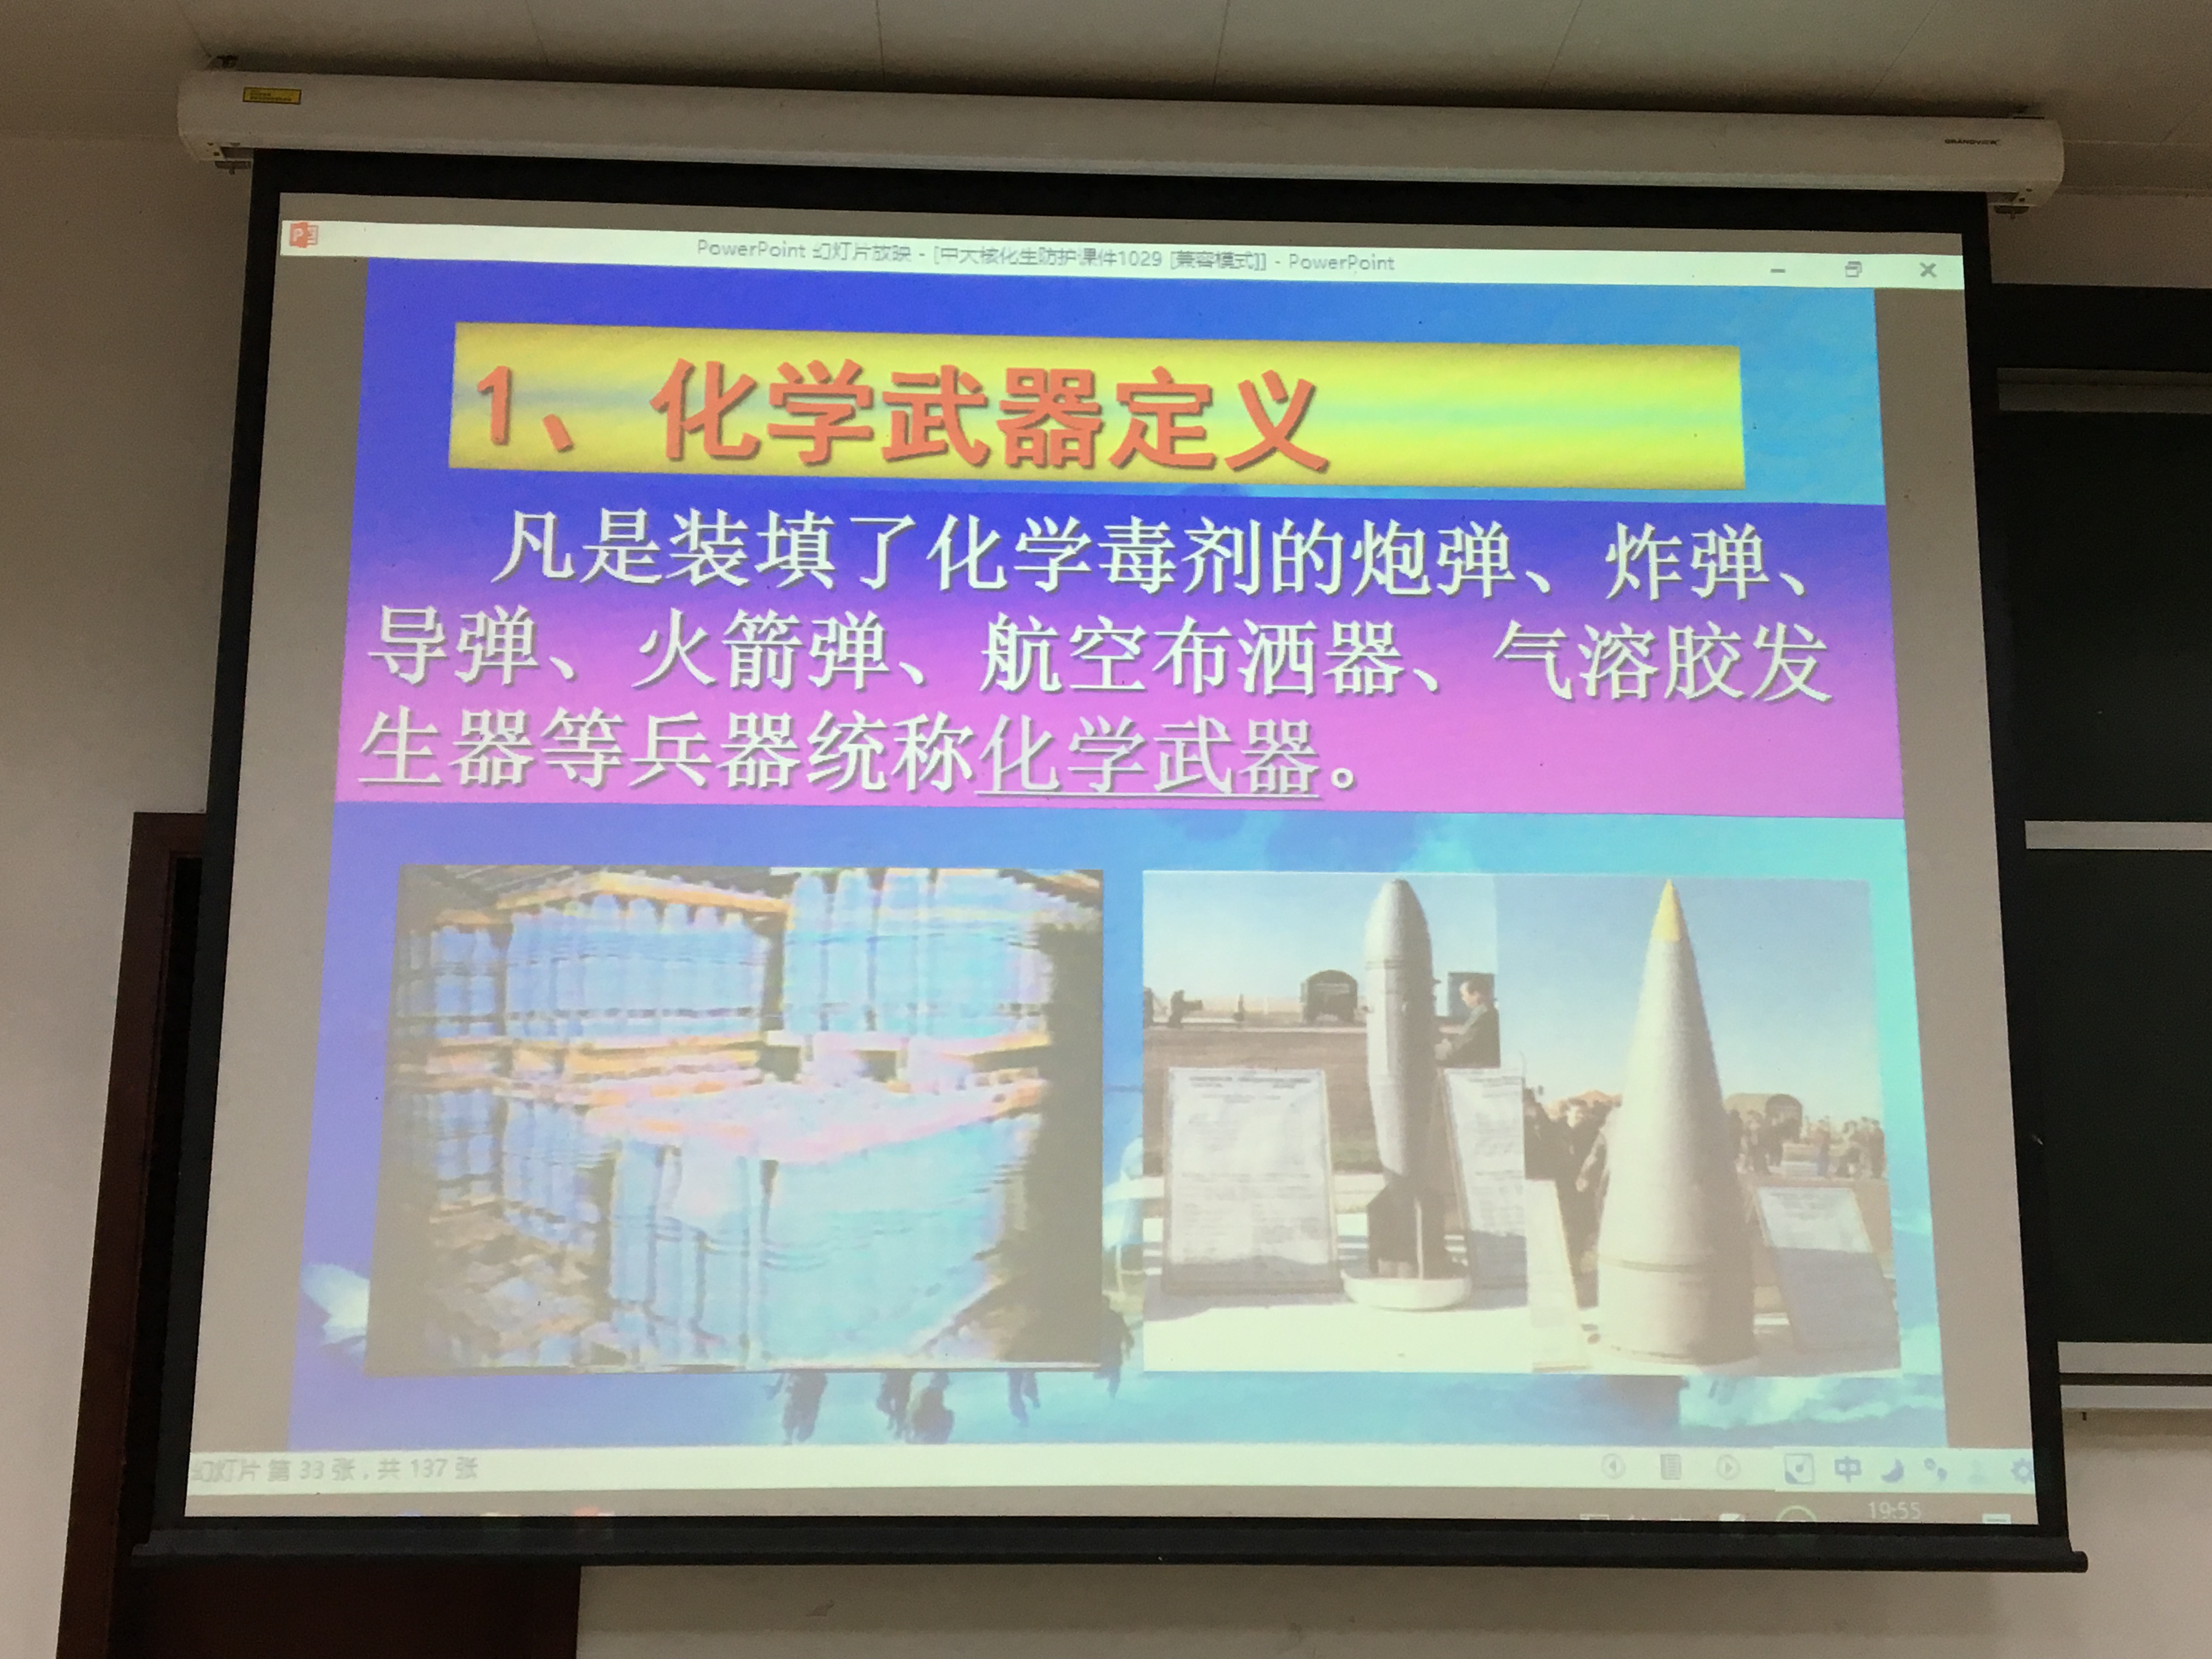 PowerPoint 幻灯片放映 - [中大核化生防护课件1029 [兼容模式]] - PowerPoint
1、化学武器定义
凡是装填了化学毒剂的炮弹、炸弹、
导弹、火箭弹、航空布洒器、气溶胶发
生器等兵器统称化学武器。
幻灯片 第 33 张，共 137 张
中
19:55